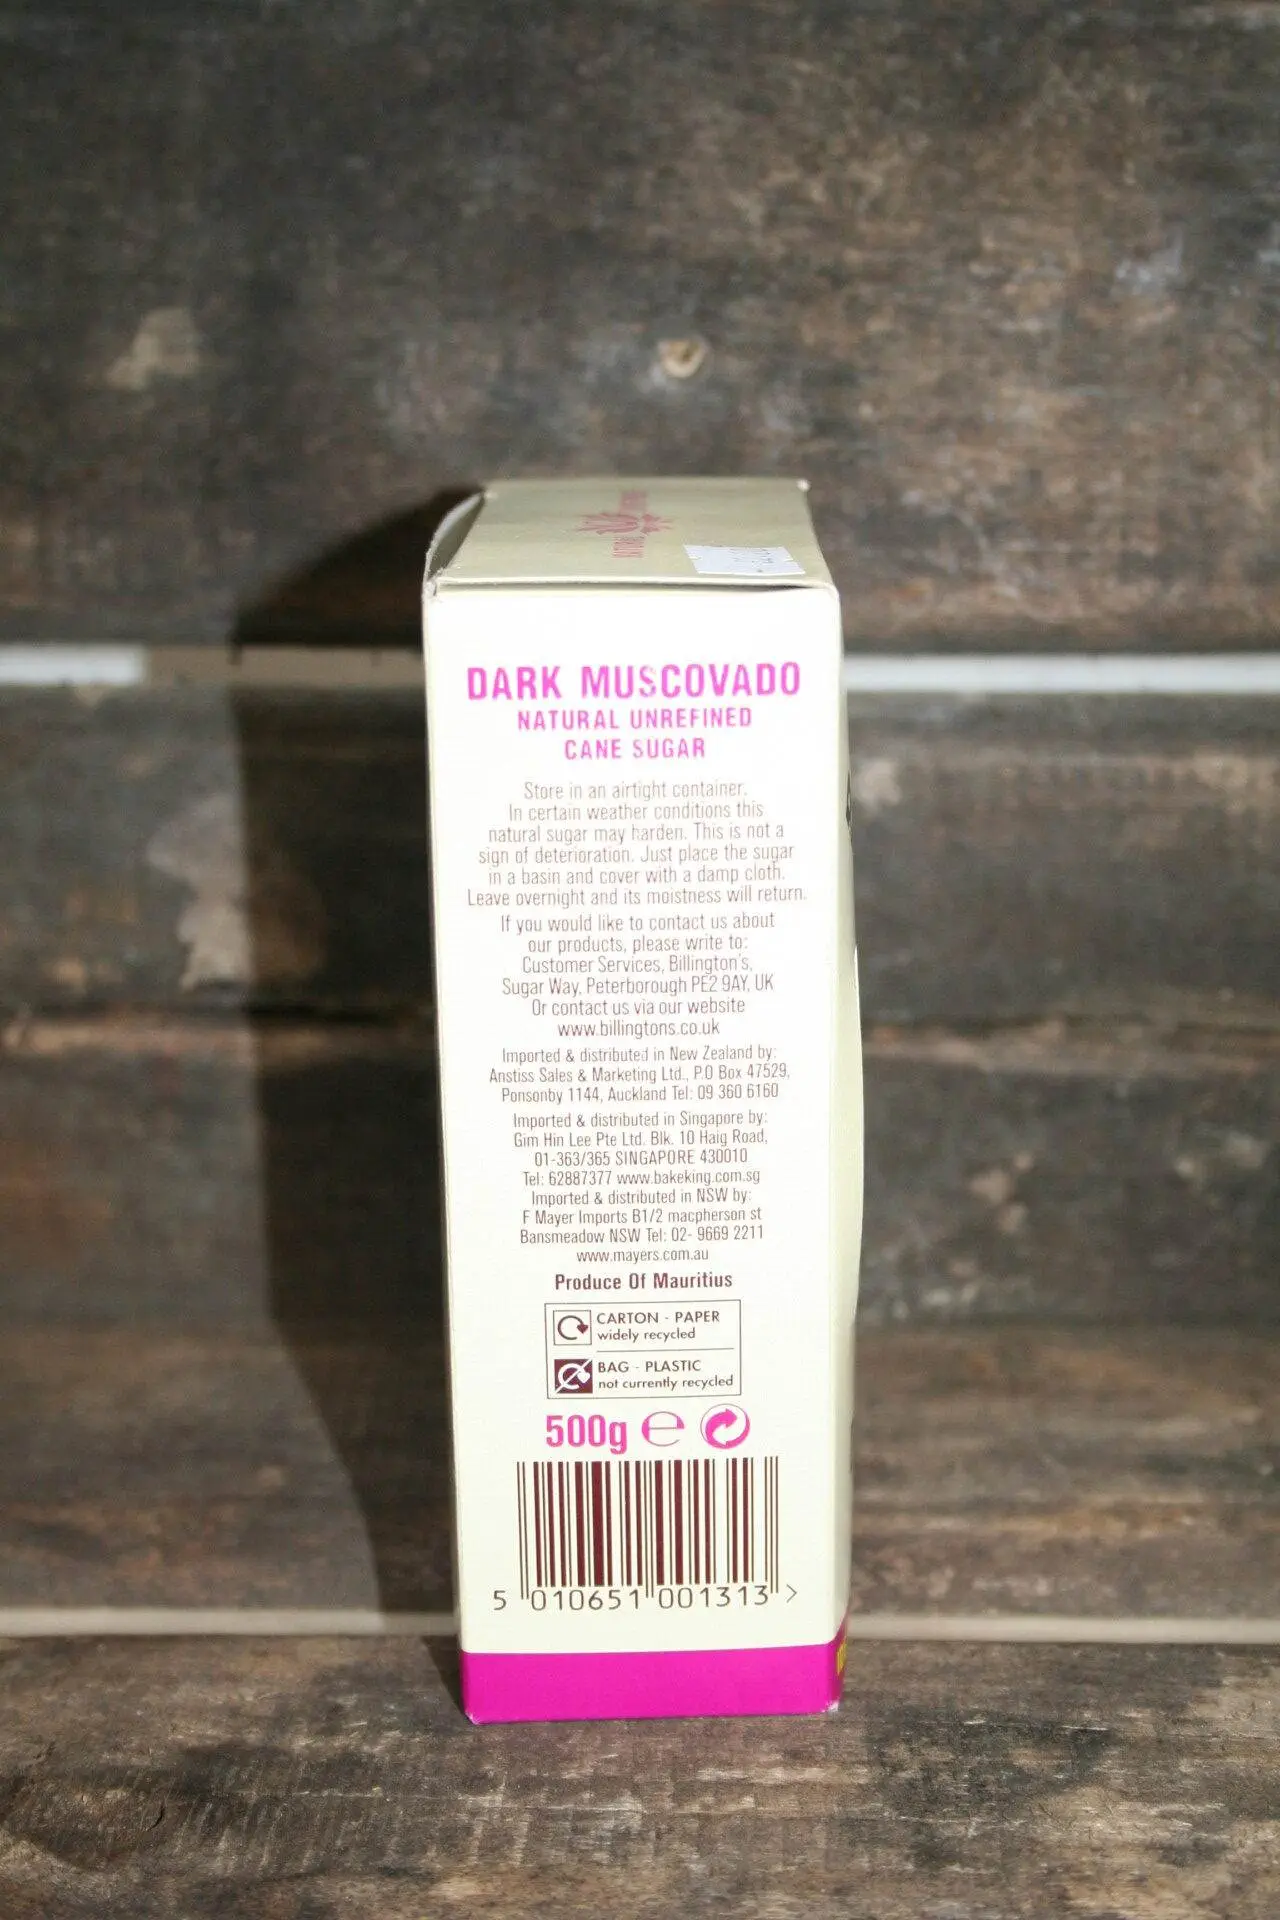 DARK MUSCOVADO
NATURAL UNREFINED
CANE SUGAR
Store in an airtight container.
In certain weather conditions this
natural sugar may harden. This is not a
sign of deterioration. Just place the sugar
in a basin and cover with a damp cloth.
Leave overnight and its moistness will return.
If you would like to contact us about
our products, please write to:
Customer Services, Billington's,
Sugar Way, Peterborough PE2 9AY, UK
Or contact us via our website
www.billingtons.co.uk
Imported & distributed in New Zealand by:
Anstiss Sales & Marketing Ltd., P.O Box 47529,
Ponsonby 1144, Auckland Tel: 09 360 6160
Imported & distributed in Singapore by:
Gim Hin Lee Pte Ltd. Blk. 10 Haig Road,
01-363/365 SINGAPORE 430010
Tel: 62887377 www.bakeking.com.sg
Imported & distributed in NSW by:
F Mayer Imports B1/2 macpherson st
Bansmeadow NSW Tel: 02- 9669 2211
www.mayers.com.au
Produce Of Mauritius
CARTON - PAPER
widely recycled
BAG - PLASTIC
not currently recycled
500g ℮
5 010651 001313 >